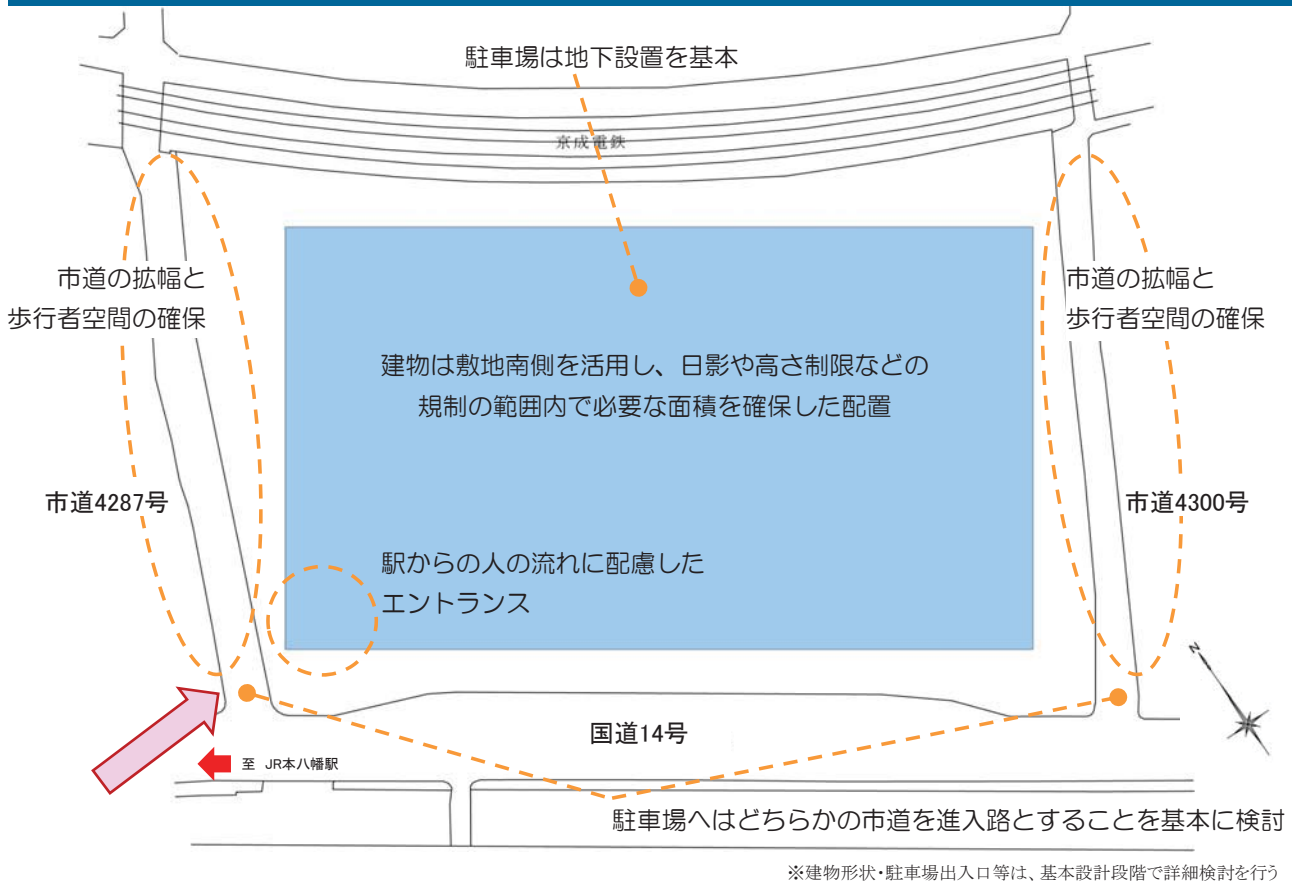 駐車場は地下設置を基本
京成電鉄
市道の拡幅と
歩行者空間の確保
市道の拡幅と
歩行者空間の確保
建物は敷地南側を活用し、日影や高さ制限などの
規制の範囲内で必要な面積を確保した配置
市道4287号
市道4300号
駅からの人の流れに配慮した
エントランス
N
国道14号
至 JR本八幡駅
駐車場へはどちらかの市道を進入路とすることを基本に検討
※建物形状・駐車場出入口等は、基本設計段階で詳細検討を行う